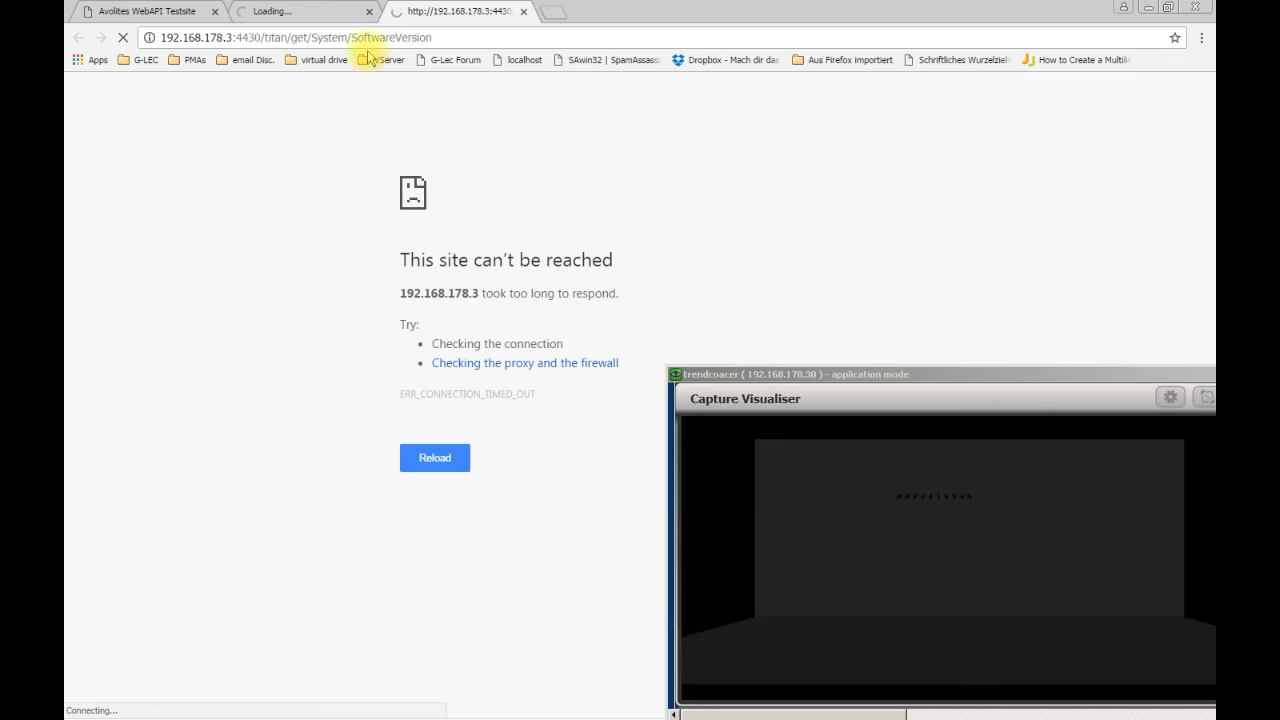 Avolites WebAPI Testsite
Loading...
http://192.168.178.3:4430
192.168.178.3:4430/titan/get/System/SoftwareVersion
Apps
G-LEC
PMAs
email Disc.
virtual drive
/Server
G-Lec Forum
localhost
SAwin32 | SpamAssass
Dropbox - Mach dir das
Aus Firefox importiert
Schriftliches Wurzelzieh
How to Create a Multili
This site can't be reached
192.168.178.3 took too long to respond.
Try:
Checking the connection
Checking the proxy and the firewall
ERR_CONNECTION_TIMED_OUT
Reload
trendcoacer ( 192.168.178.30 ) - application mode
Capture Visualiser
Connecting...